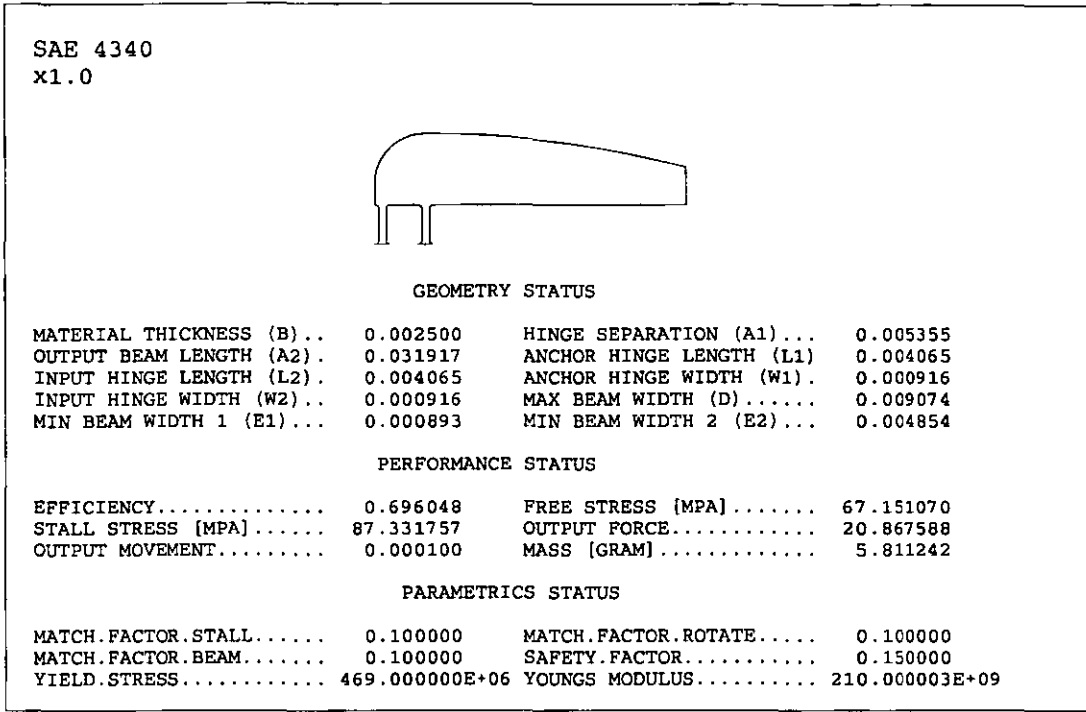 SAE 4340
x1.0
GEOMETRY STATUS
MATERIAL THICKNESS (B).. 0.002500 HINGE SEPARATION (A1)... 0.005355
OUTPUT BEAM LENGTH (A2). 0.031917 ANCHOR HINGE LENGTH (L1) 0.004065
INPUT HINGE LENGTH (L2). 0.004065 ANCHOR HINGE WIDTH (W1). 0.000916
INPUT HINGE WIDTH (W2).. 0.000916 MAX BEAM WIDTH (D)...... 0.009074
MIN BEAM WIDTH 1 (E1)... 0.000893 MIN BEAM WIDTH 2 (E2)... 0.004854
PERFORMANCE STATUS
EFFICIENCY.............. 0.696048 FREE STRESS [MPA]....... 67.151070
STALL STRESS [MPA]...... 87.331757 OUTPUT FORCE............ 20.867588
OUTPUT MOVEMENT......... 0.000100 MASS [GRAM]............. 5.811242
PARAMETRICS STATUS
MATCH.FACTOR.STALL...... 0.100000 MATCH.FACTOR.ROTATE..... 0.100000
MATCH.FACTOR.BEAM....... 0.100000 SAFETY.FACTOR........... 0.150000
YIELD.STRESS............ 469.000000E+06 YOUNGS MODULUS.......... 210.000003E+09